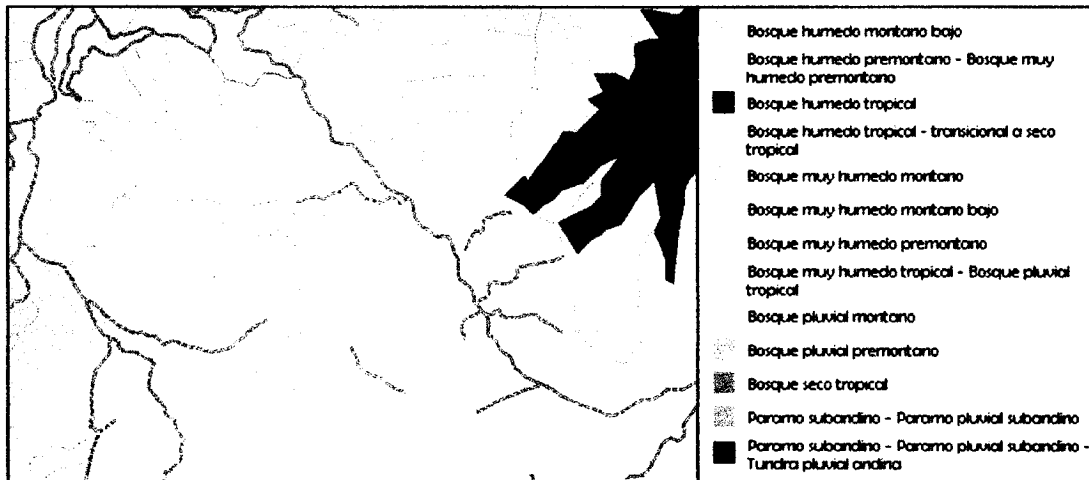 Bosque humedo montano bajo
Bosque humedo premontano - Bosque muy
humedo premontano
Bosque humedo tropical
Bosque humedo tropical - transicional a seco
tropical
Bosque muy humedo montano
Bosque muy humedo montano bajo
Bosque muy humedo premontano
Bosque muy humedo tropical - Bosque pluvial
tropical
Bosque pluvial montano
Bosque pluvial premontano
Bosque seco tropical
Paramo subandino - Paramo pluvial subandino
Paramo subandino - Paramo pluvial subandino -
Tundra pluvial andina